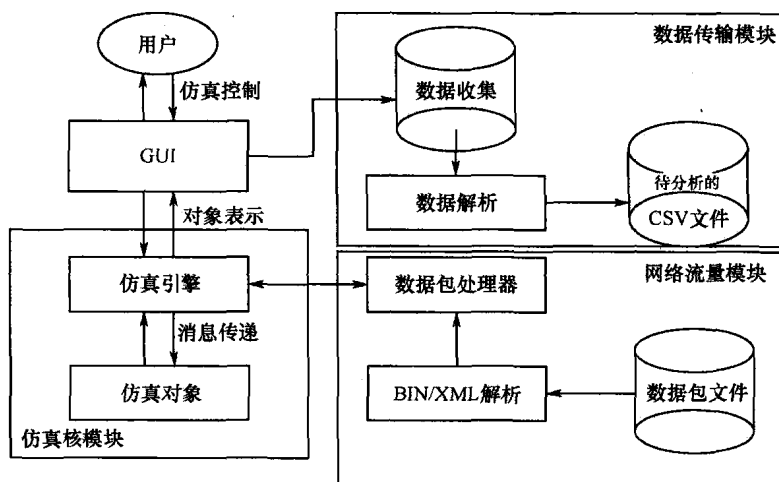 用户
数据传输模块
仿真控制
数据收集
GUI
待分析的
CSV文件
数据解析
对象表示
网络流量模块
仿真引擎
数据包处理器
消息传递
仿真对象
BIN/XML解析
数据包文件
仿真核模块